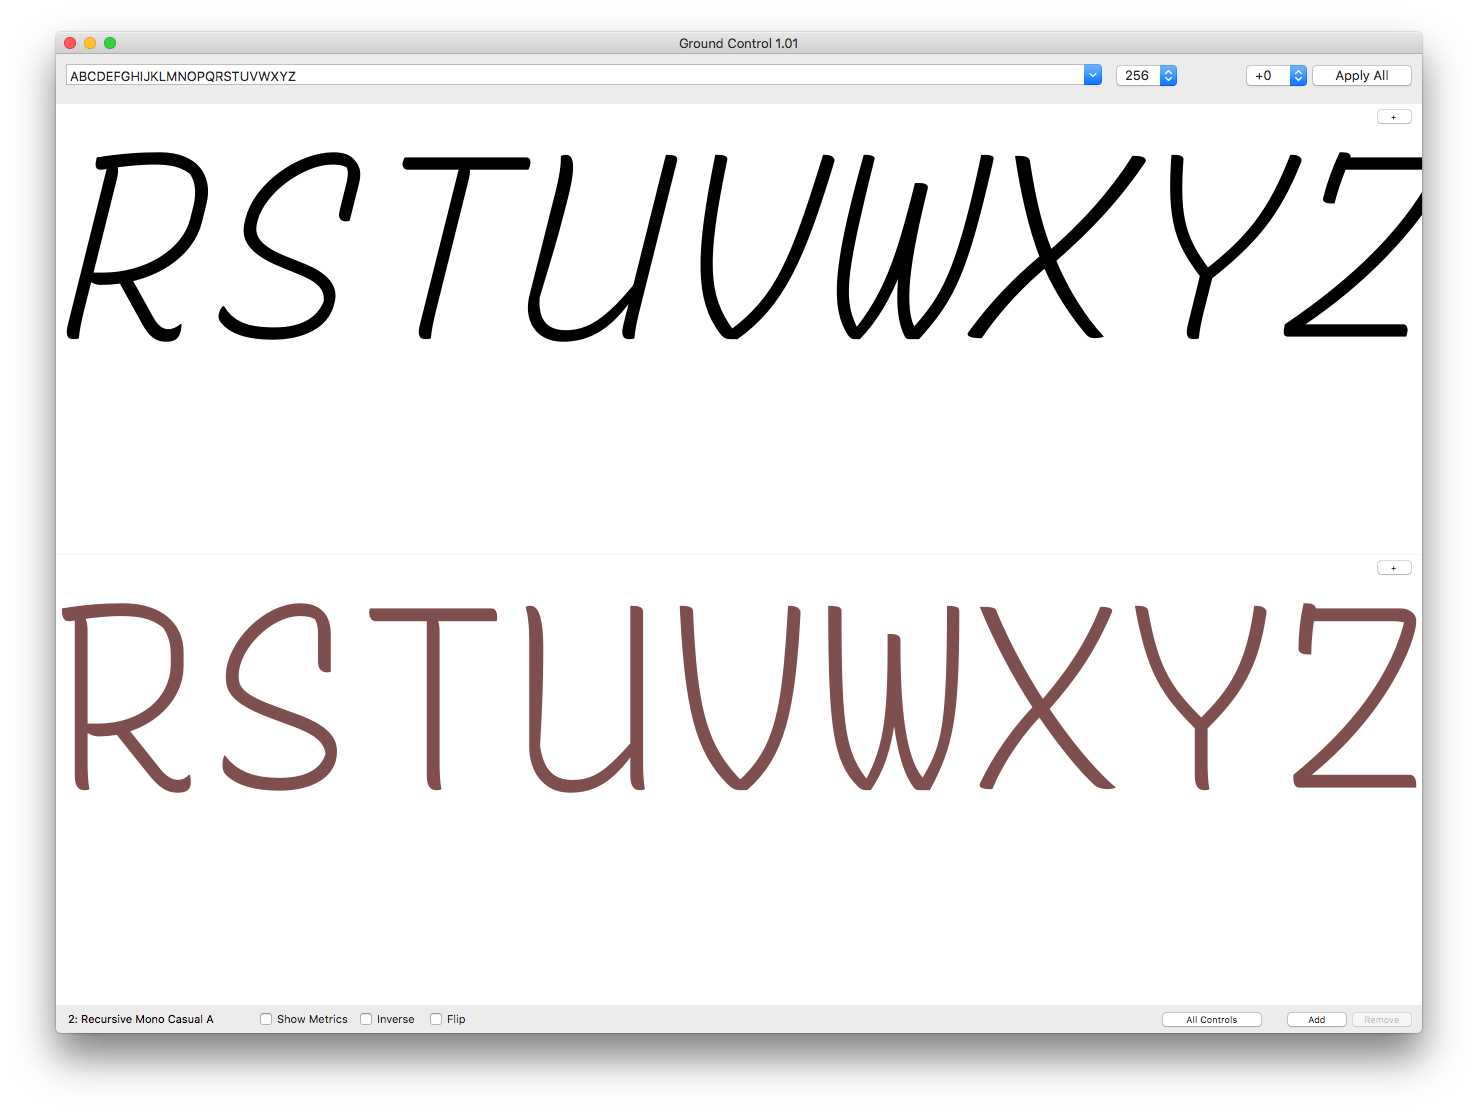 Ground Control 1.01
ABCDEFGHIJKLMNOPQRSTUVWXYZ 256 +0 Apply All
+
RSTUVWXYZ
+
RSTUVWXYZ
2: Recursive Mono Casual A Show Metrics Inverse Flip All Controls Add Remove